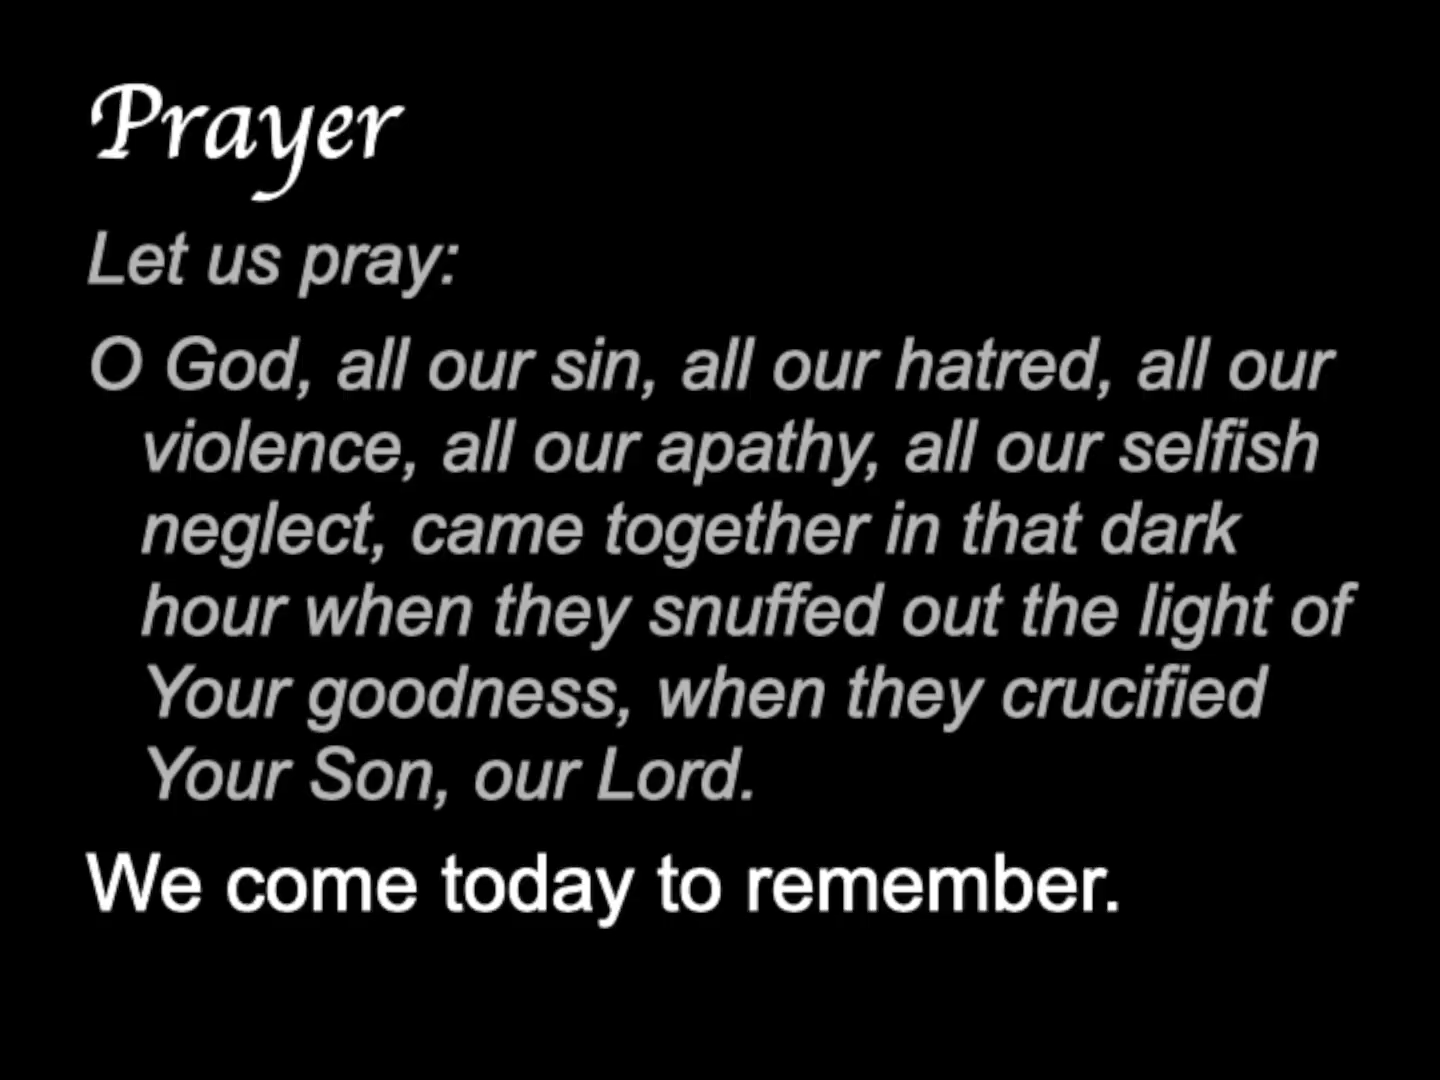 Prayer
Let us pray:
O God, all our sin, all our hatred, all our
violence, all our apathy, all our selfish
neglect, came together in that dark
hour when they snuffed out the light of
Your goodness, when they crucified
Your Son, our Lord.
We come today to remember.